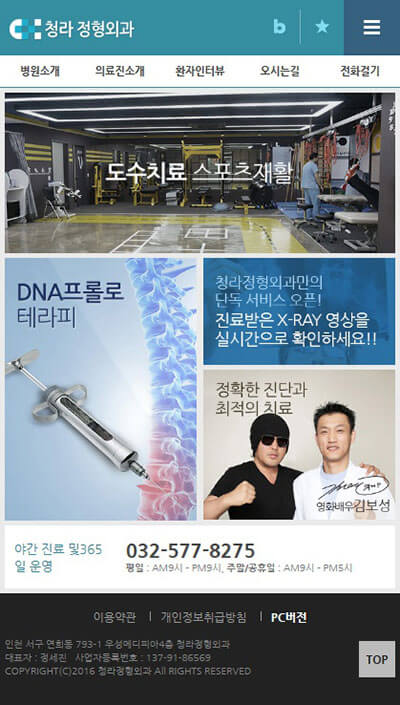 청라 정형외과
b
병원소개 의료진소개 환자인터뷰 오시는길 전화걸기
도수치료 스포츠재활
DNA프롤로
테라피
청라정형외과만의
단독 서비스 오픈!
진료받은 X-RAY 영상을
실시간으로 확인하세요!!
정확한 진단과
최적의 치료
영화배우김보성
야간 진료 및365
일 운영
032-577-8275
평일 : AM9시 - PM9시, 주말/공휴일 : AM9시 - PM5시
이용약관 | 개인정보취급방침 | PC버전
인천 서구 연희동 793-1 우성메디피아4층 청라정형외과
대표자 : 정세진 사업자등록번호 : 137-91-86569
COPYRIGHT(C)2016 청라정형외과 All RIGHTS RESERVED
TOP